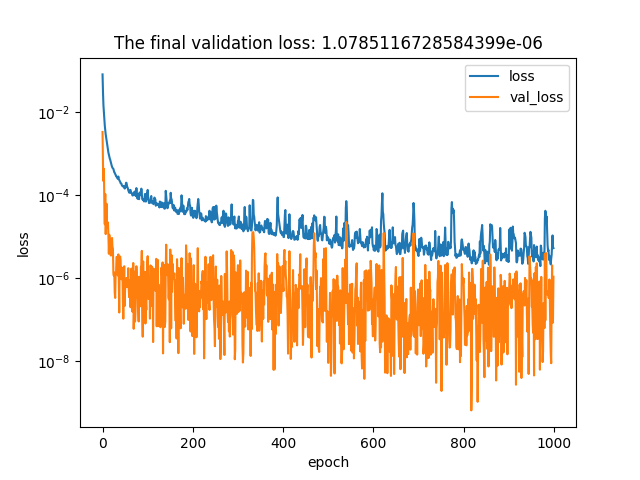 The final validation loss: 1.0785116728584399e-06
loss
val_loss
10⁻²
10⁻⁴
10⁻⁶
10⁻⁸
loss
0
200
400
600
800
1000
epoch